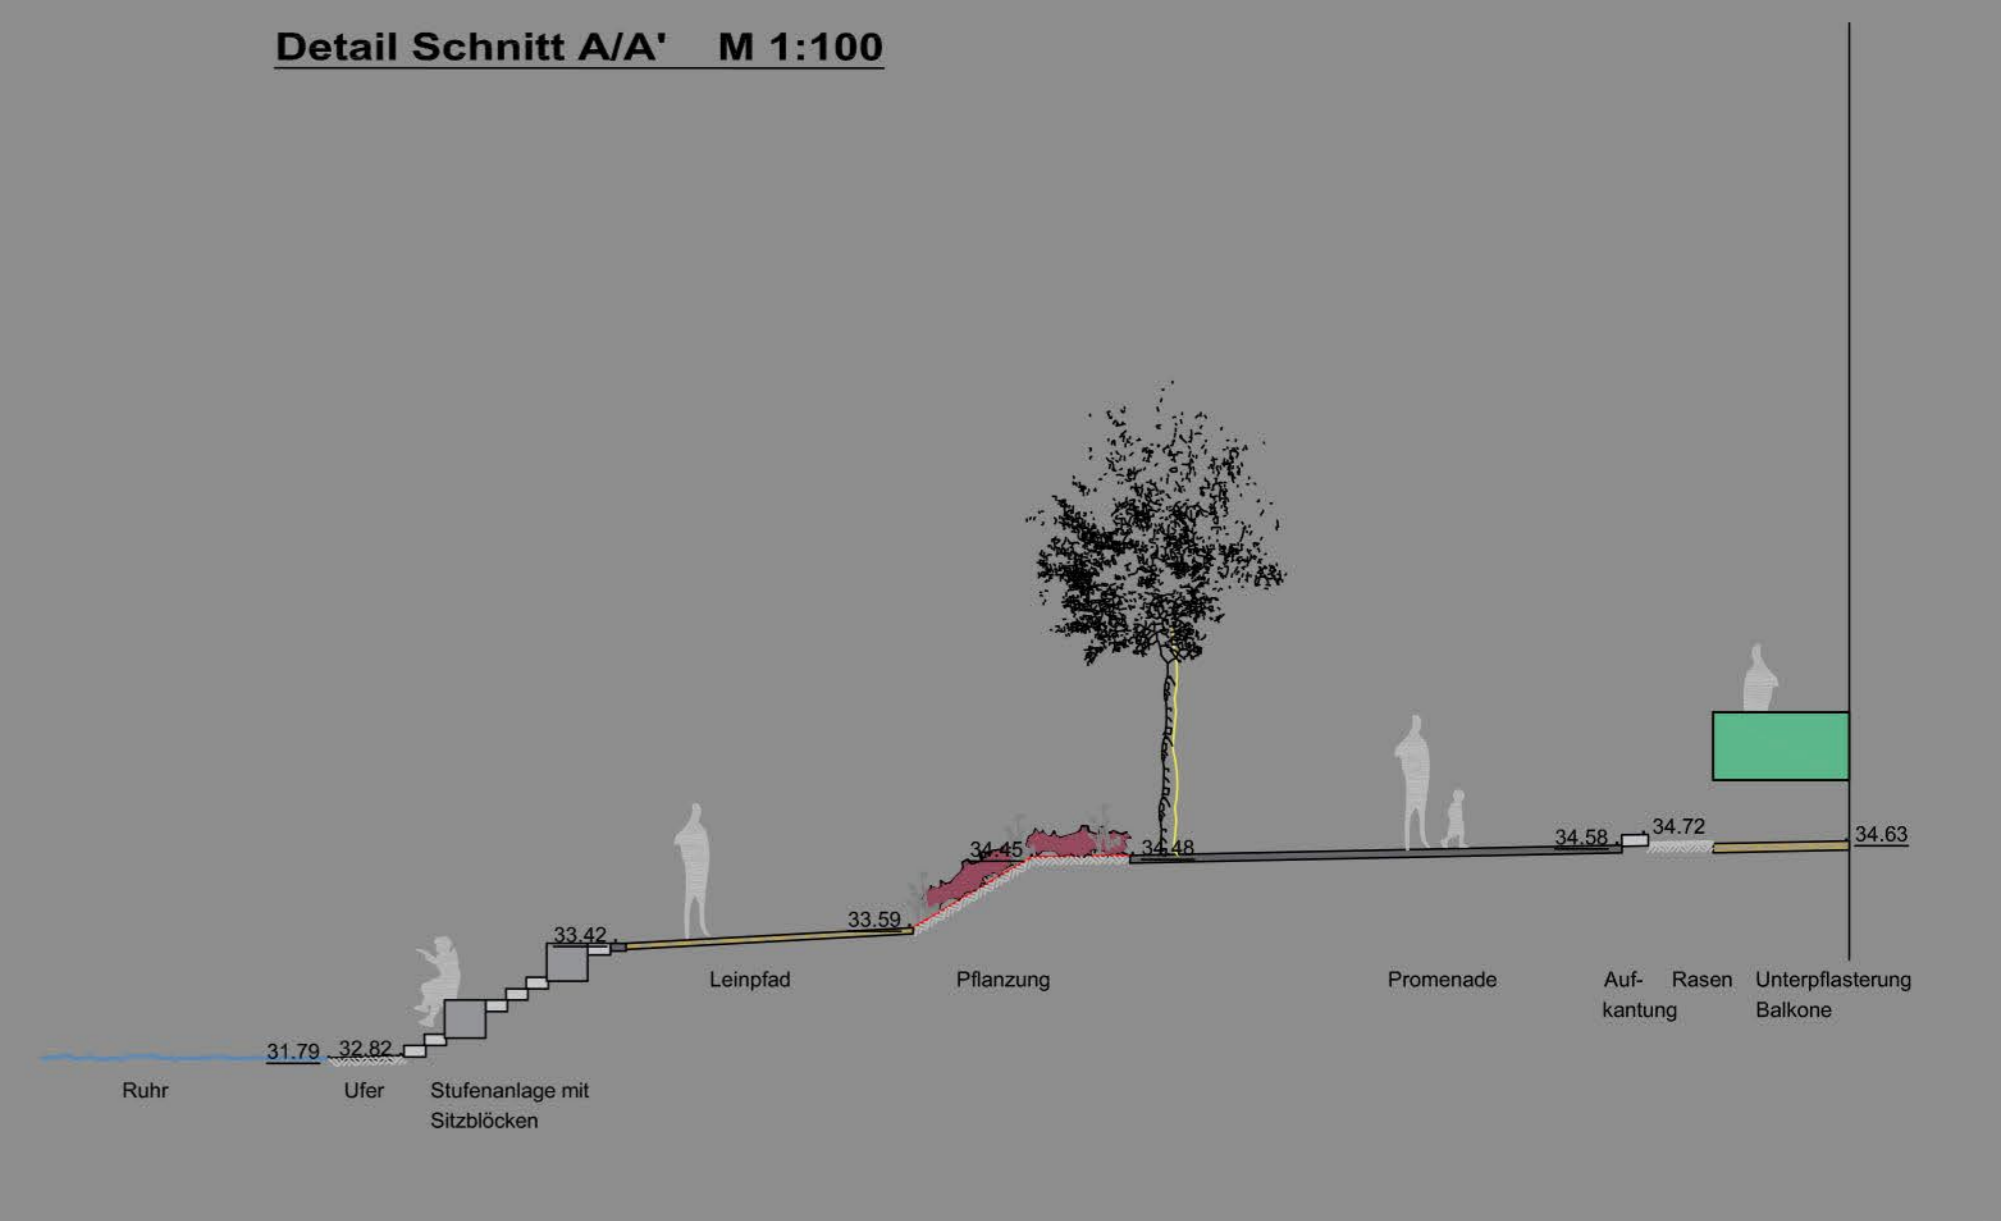 Detail Schnitt A/A' M 1:100
34.72
34.58
34.63
34.45
34.48
33.59
33.42
Leinpfad
Pflanzung
Promenade
Auf-
kantung
Rasen
Unterpflasterung
Balkone
31.79
32.82
Ruhr
Ufer
Stufenanlage mit
Sitzblöcken